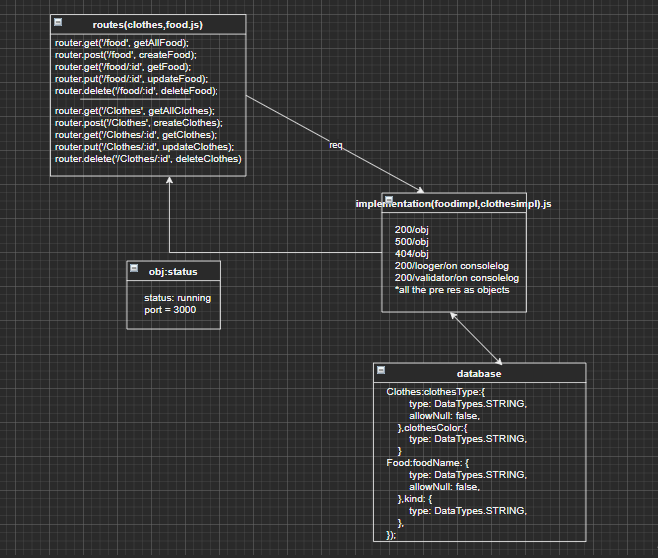 routes(clothes,food.js)
router.get('/food', getAllFood);
router.post('/food', createFood);
router.get('/food/:id', getFood);
router.put('/food/:id', updateFood);
router.delete('/food/:id', deleteFood);
router.get('/Clothes', getAllClothes);
router.post('/Clothes', createClothes);
router.get('/Clothes/:id', getClothes);
router.put('/Clothes/:id', updateClothes);
router.delete('/Clothes/:id', deleteClothes)
req
implementation(foodimpl,clothesimpl).js
200/obj
500/obj
404/obj
200/looger/on consolelog
200/validator/on consolelog
*all the pre res as objects
obj:status
status: running
port = 3000
database
Clothes:clothesType:{
type: DataTypes.STRING,
allowNull: false,
},clothesColor:{
type: DataTypes.STRING,
}
Food:foodName: {
type: DataTypes.STRING,
allowNull: false,
},kind: {
type: DataTypes.STRING,
},
});